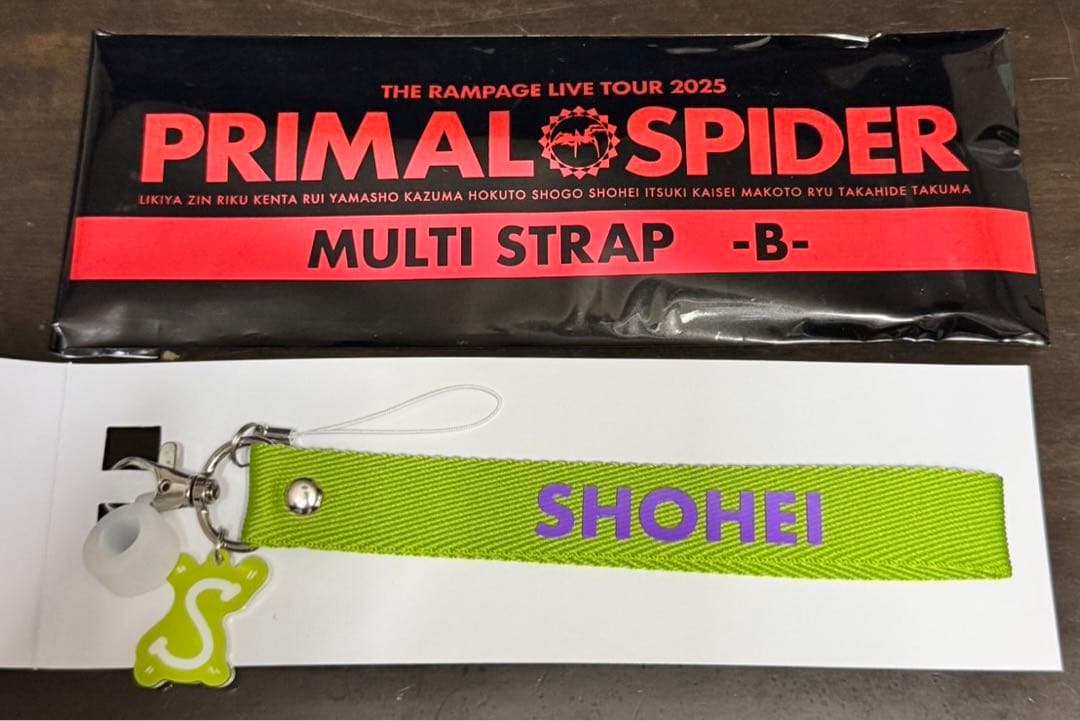 THE RAMPAGE LIVE TOUR 2025
PRIMAL SPIDER
LIKIYA ZIN RIKU KENTA RUI YAMASHO KAZUMA HOKUTO SHOGO SHOHEI ITSUKI KAISEI MAKOTO RYU TAKAHIDE TAKUMA
MULTI STRAP -B-
SHOHEI
S